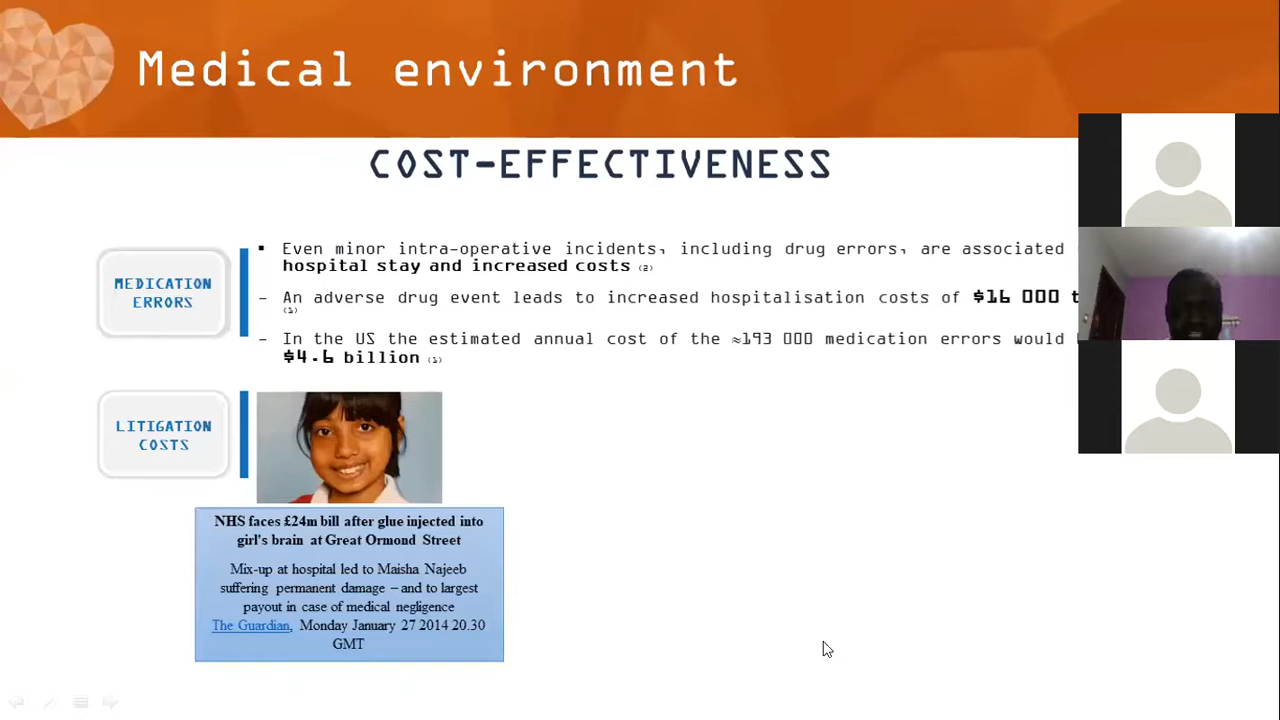 Medical environment
COST-EFFECTIVENESS
MEDICATION
ERRORS
▪ Even minor intra-operative incidents, including drug errors, are associated
hospital stay and increased costs (2)
– An adverse drug event leads to increased hospitalisation costs of $16 000 t
(1)
– In the US the estimated annual cost of the ≈193 000 medication errors would
$4.6 billion (1)
LITIGATION
COSTS
NHS faces £24m bill after glue injected into
girl's brain at Great Ormond Street
Mix-up at hospital led to Maisha Najeeb
suffering permanent damage – and to largest
payout in case of medical negligence
The Guardian, Monday January 27 2014 20.30
GMT